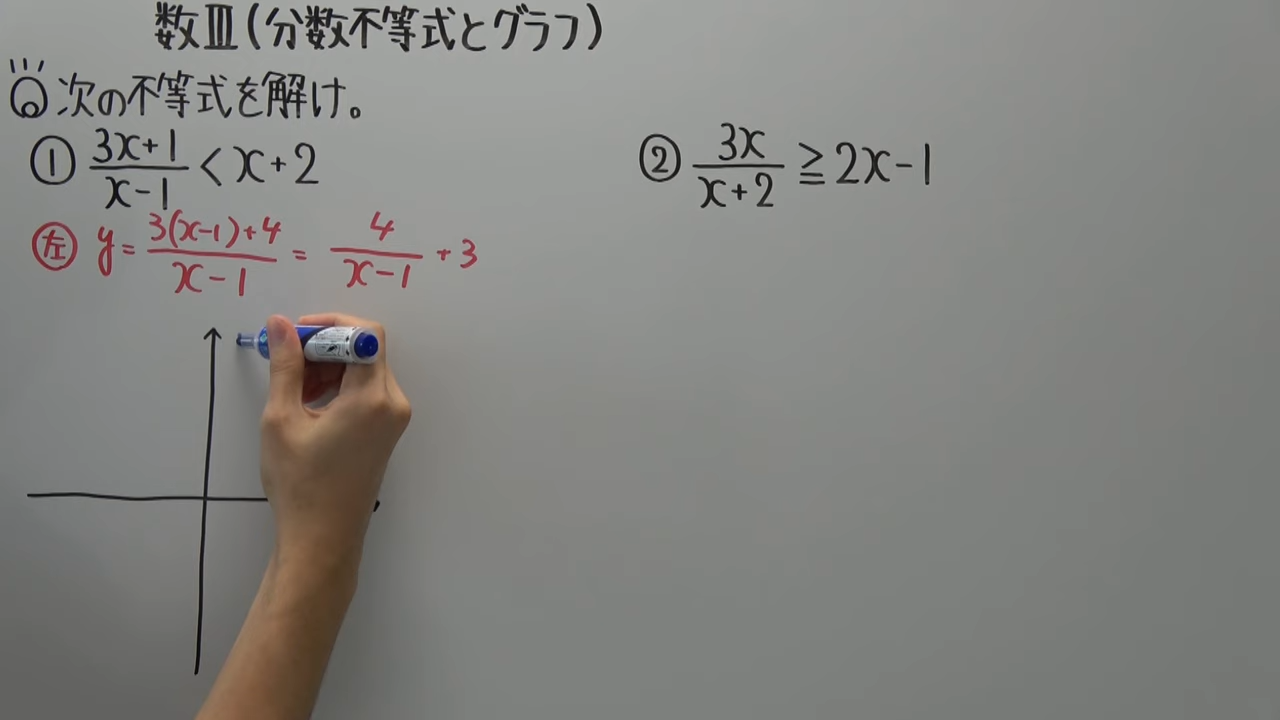 数Ⅲ(分数不等式とグラフ)
Q 次の不等式を解け。
① (3x+1)/(x-1) < x+2
② 3x/(x+2) ≧ 2x-1
左 y = (3(x-1)+4)/(x-1) = 4/(x-1) + 3